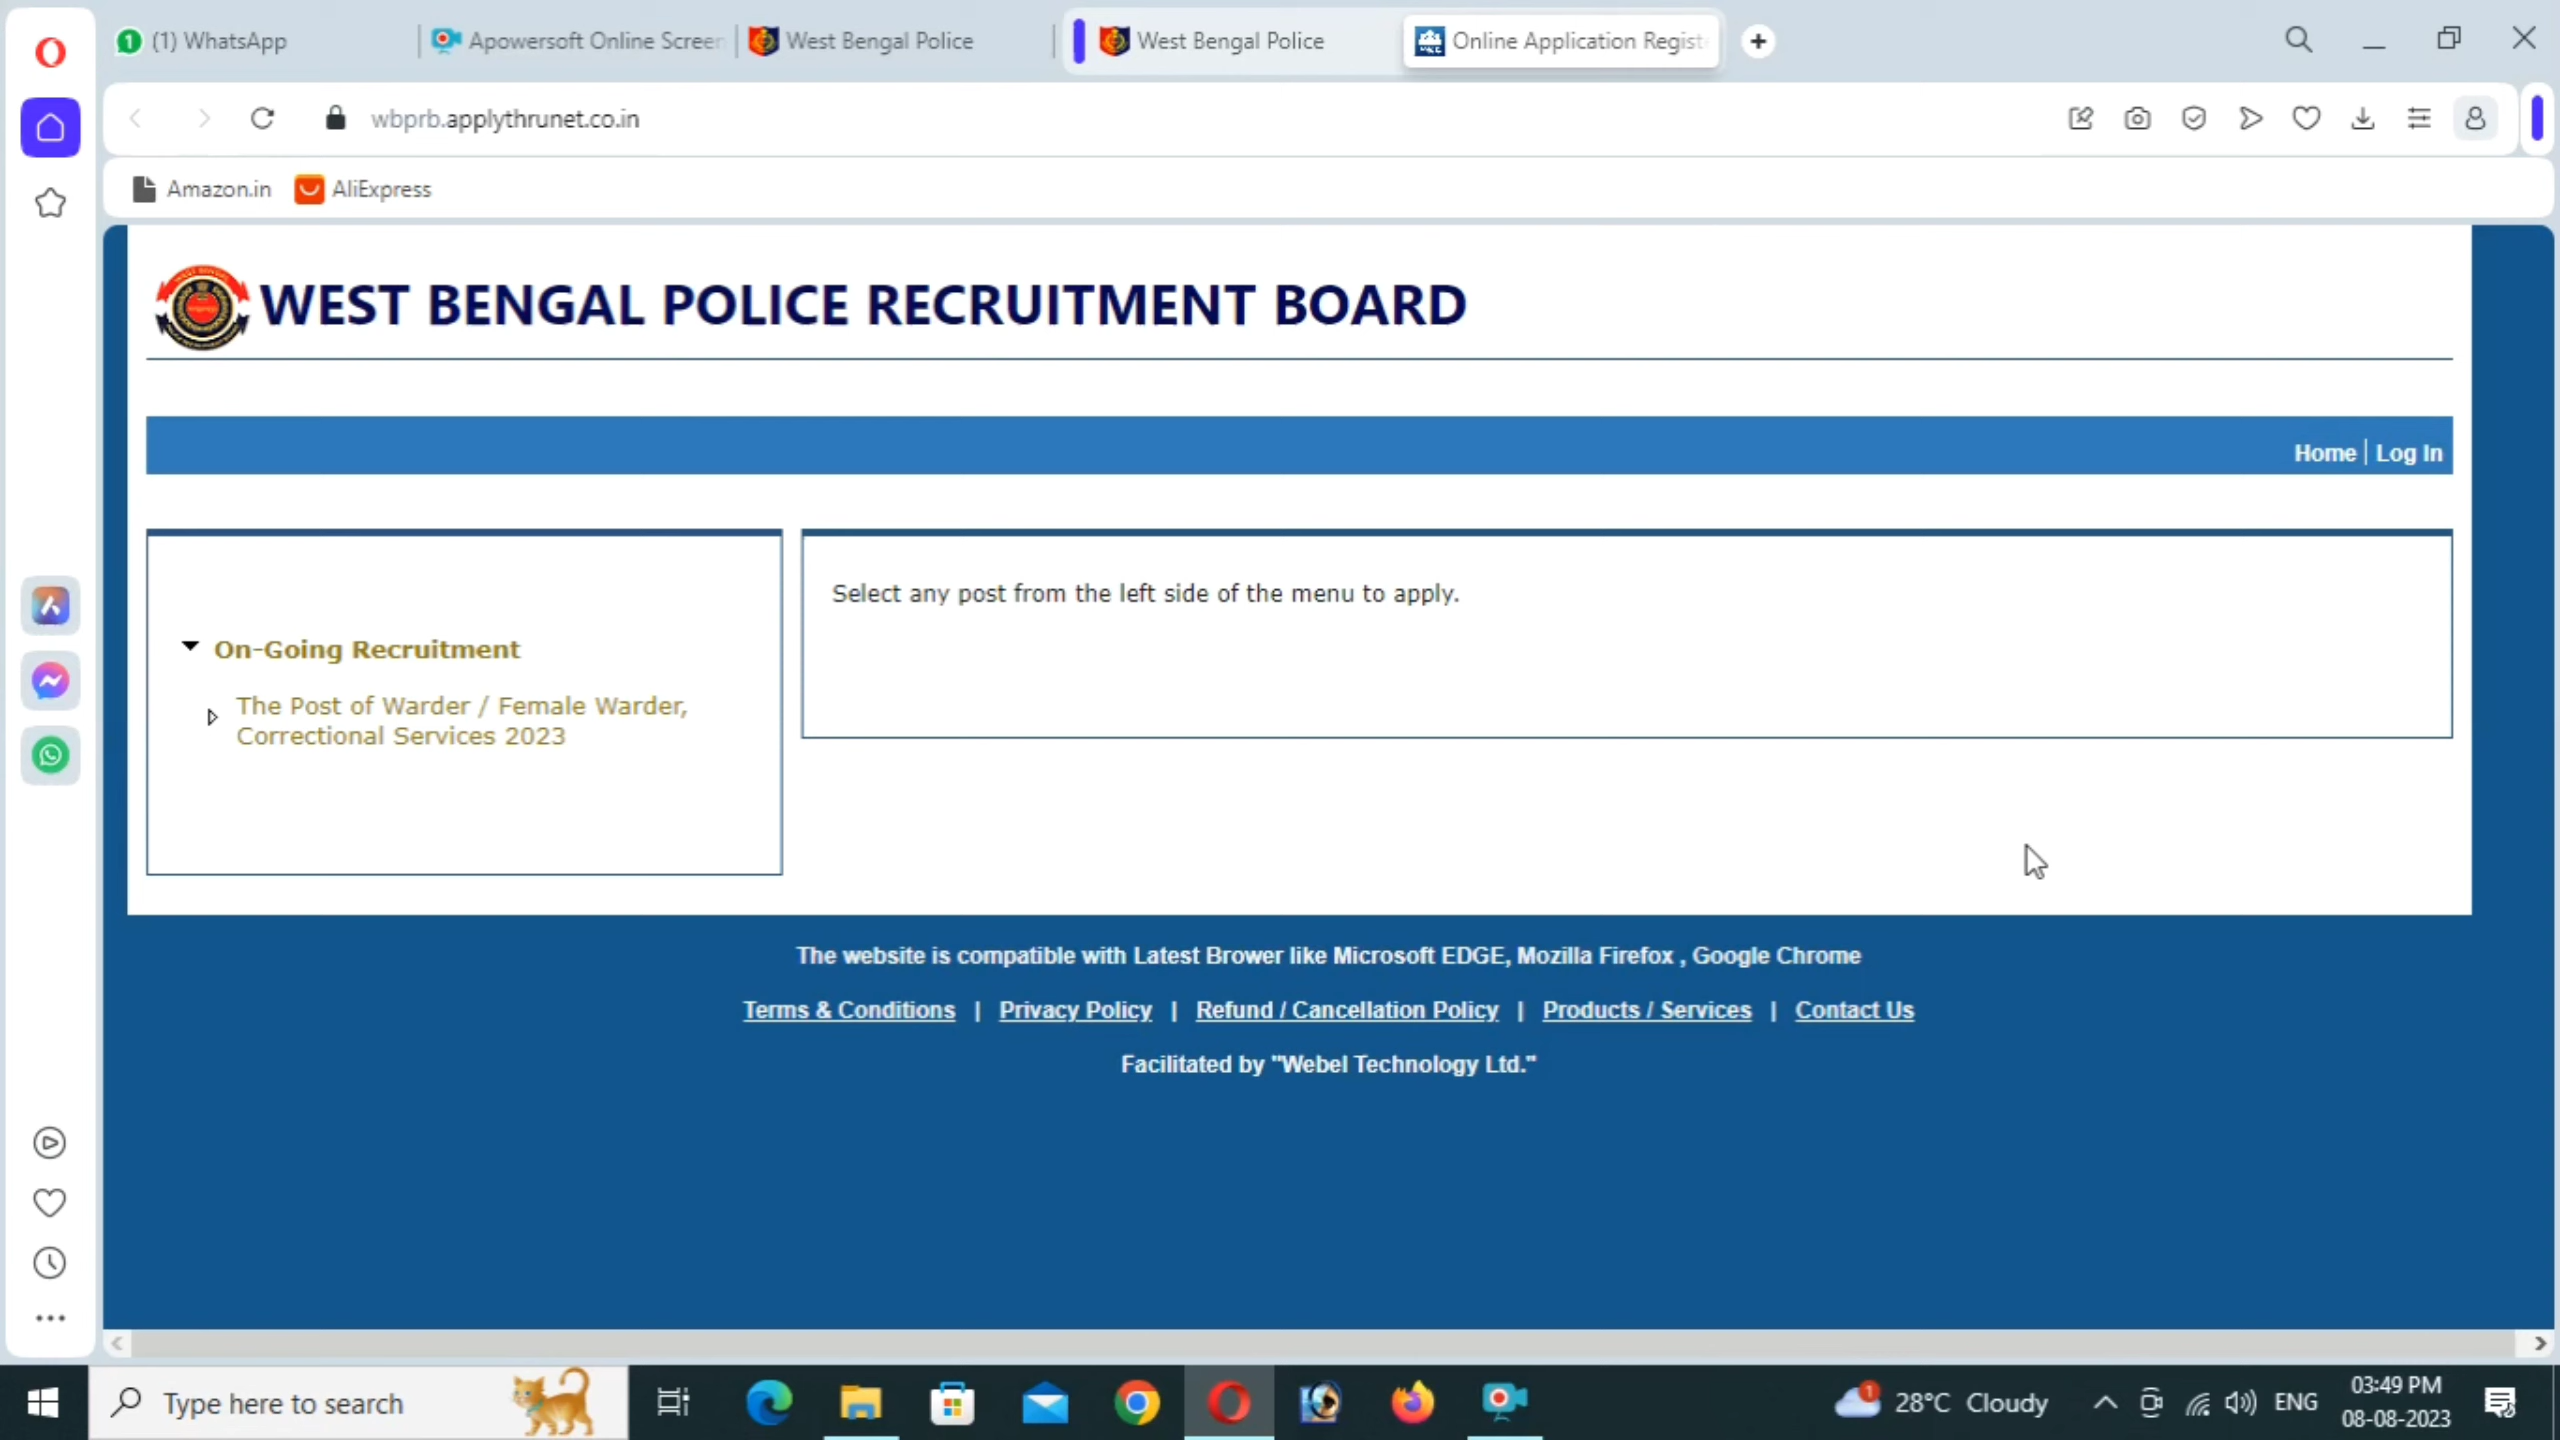 (1) WhatsApp
Apowersoft Online Screen
West Bengal Police
West Bengal Police
Online Application Regist
wbprb.applythrunet.co.in
Amazon.in
AliExpress
WEST BENGAL POLICE RECRUITMENT BOARD
Home | Log In
On-Going Recruitment
The Post of Warder / Female Warder,
Correctional Services 2023
Select any post from the left side of the menu to apply.
The website is compatible with Latest Brower like Microsoft EDGE, Mozilla Firefox , Google Chrome
Terms & Conditions | Privacy Policy | Refund / Cancellation Policy | Products / Services | Contact Us
Facilitated by "Webel Technology Ltd."
Type here to search
1
28°C Cloudy
ENG
03:49 PM
08-08-2023